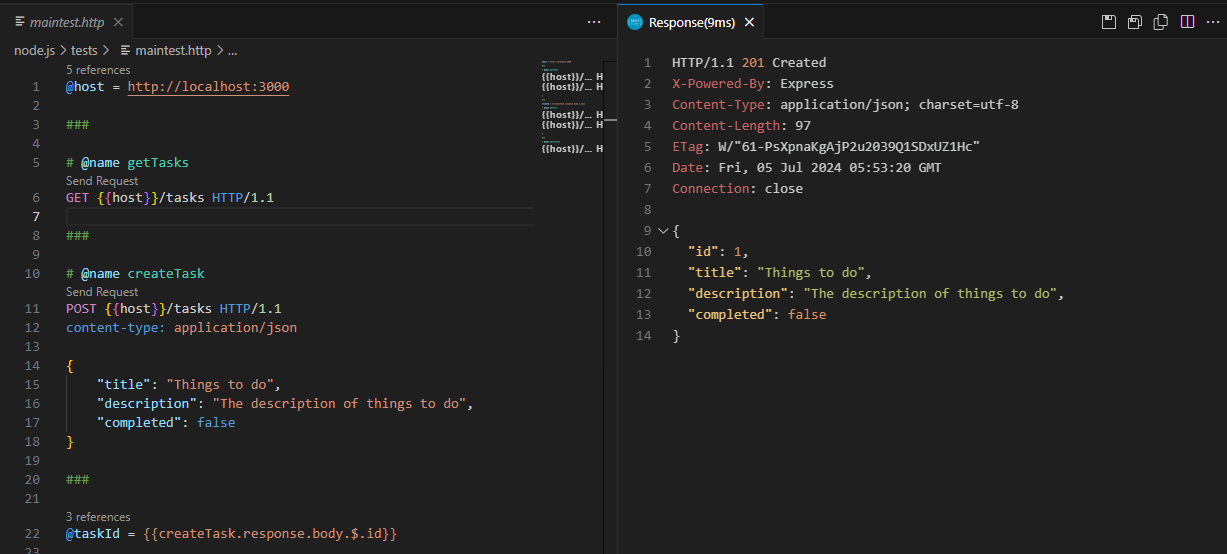 maintest.http
node.js > tests > maintest.http > ...
5 references
1 @host = http://localhost:3000
2
3 ###
4
5 # @name getTasks
Send Request
6 GET {{host}}/tasks HTTP/1.1
7
8 ###
9
10 # @name createTask
Send Request
11 POST {{host}}/tasks HTTP/1.1
12 content-type: application/json
13
14 {
15 "title": "Things to do",
16 "description": "The description of things to do",
17 "completed": false
18 }
19
20 ###
21
3 references
22 @taskId = {{createTask.response.body.$.id}}
23
{{host}}/... H
{{host}}/... H
{{host}}/... H
{{host}}/... H
{{host}}/... H
Response(9ms)
1 HTTP/1.1 201 Created
2 X-Powered-By: Express
3 Content-Type: application/json; charset=utf-8
4 Content-Length: 97
5 ETag: W/"61-PsXpnaKgAjP2u2039Q1SDxUZ1Hc"
6 Date: Fri, 05 Jul 2024 05:53:20 GMT
7 Connection: close
8
9 {
10 "id": 1,
11 "title": "Things to do",
12 "description": "The description of things to do",
13 "completed": false
14 }